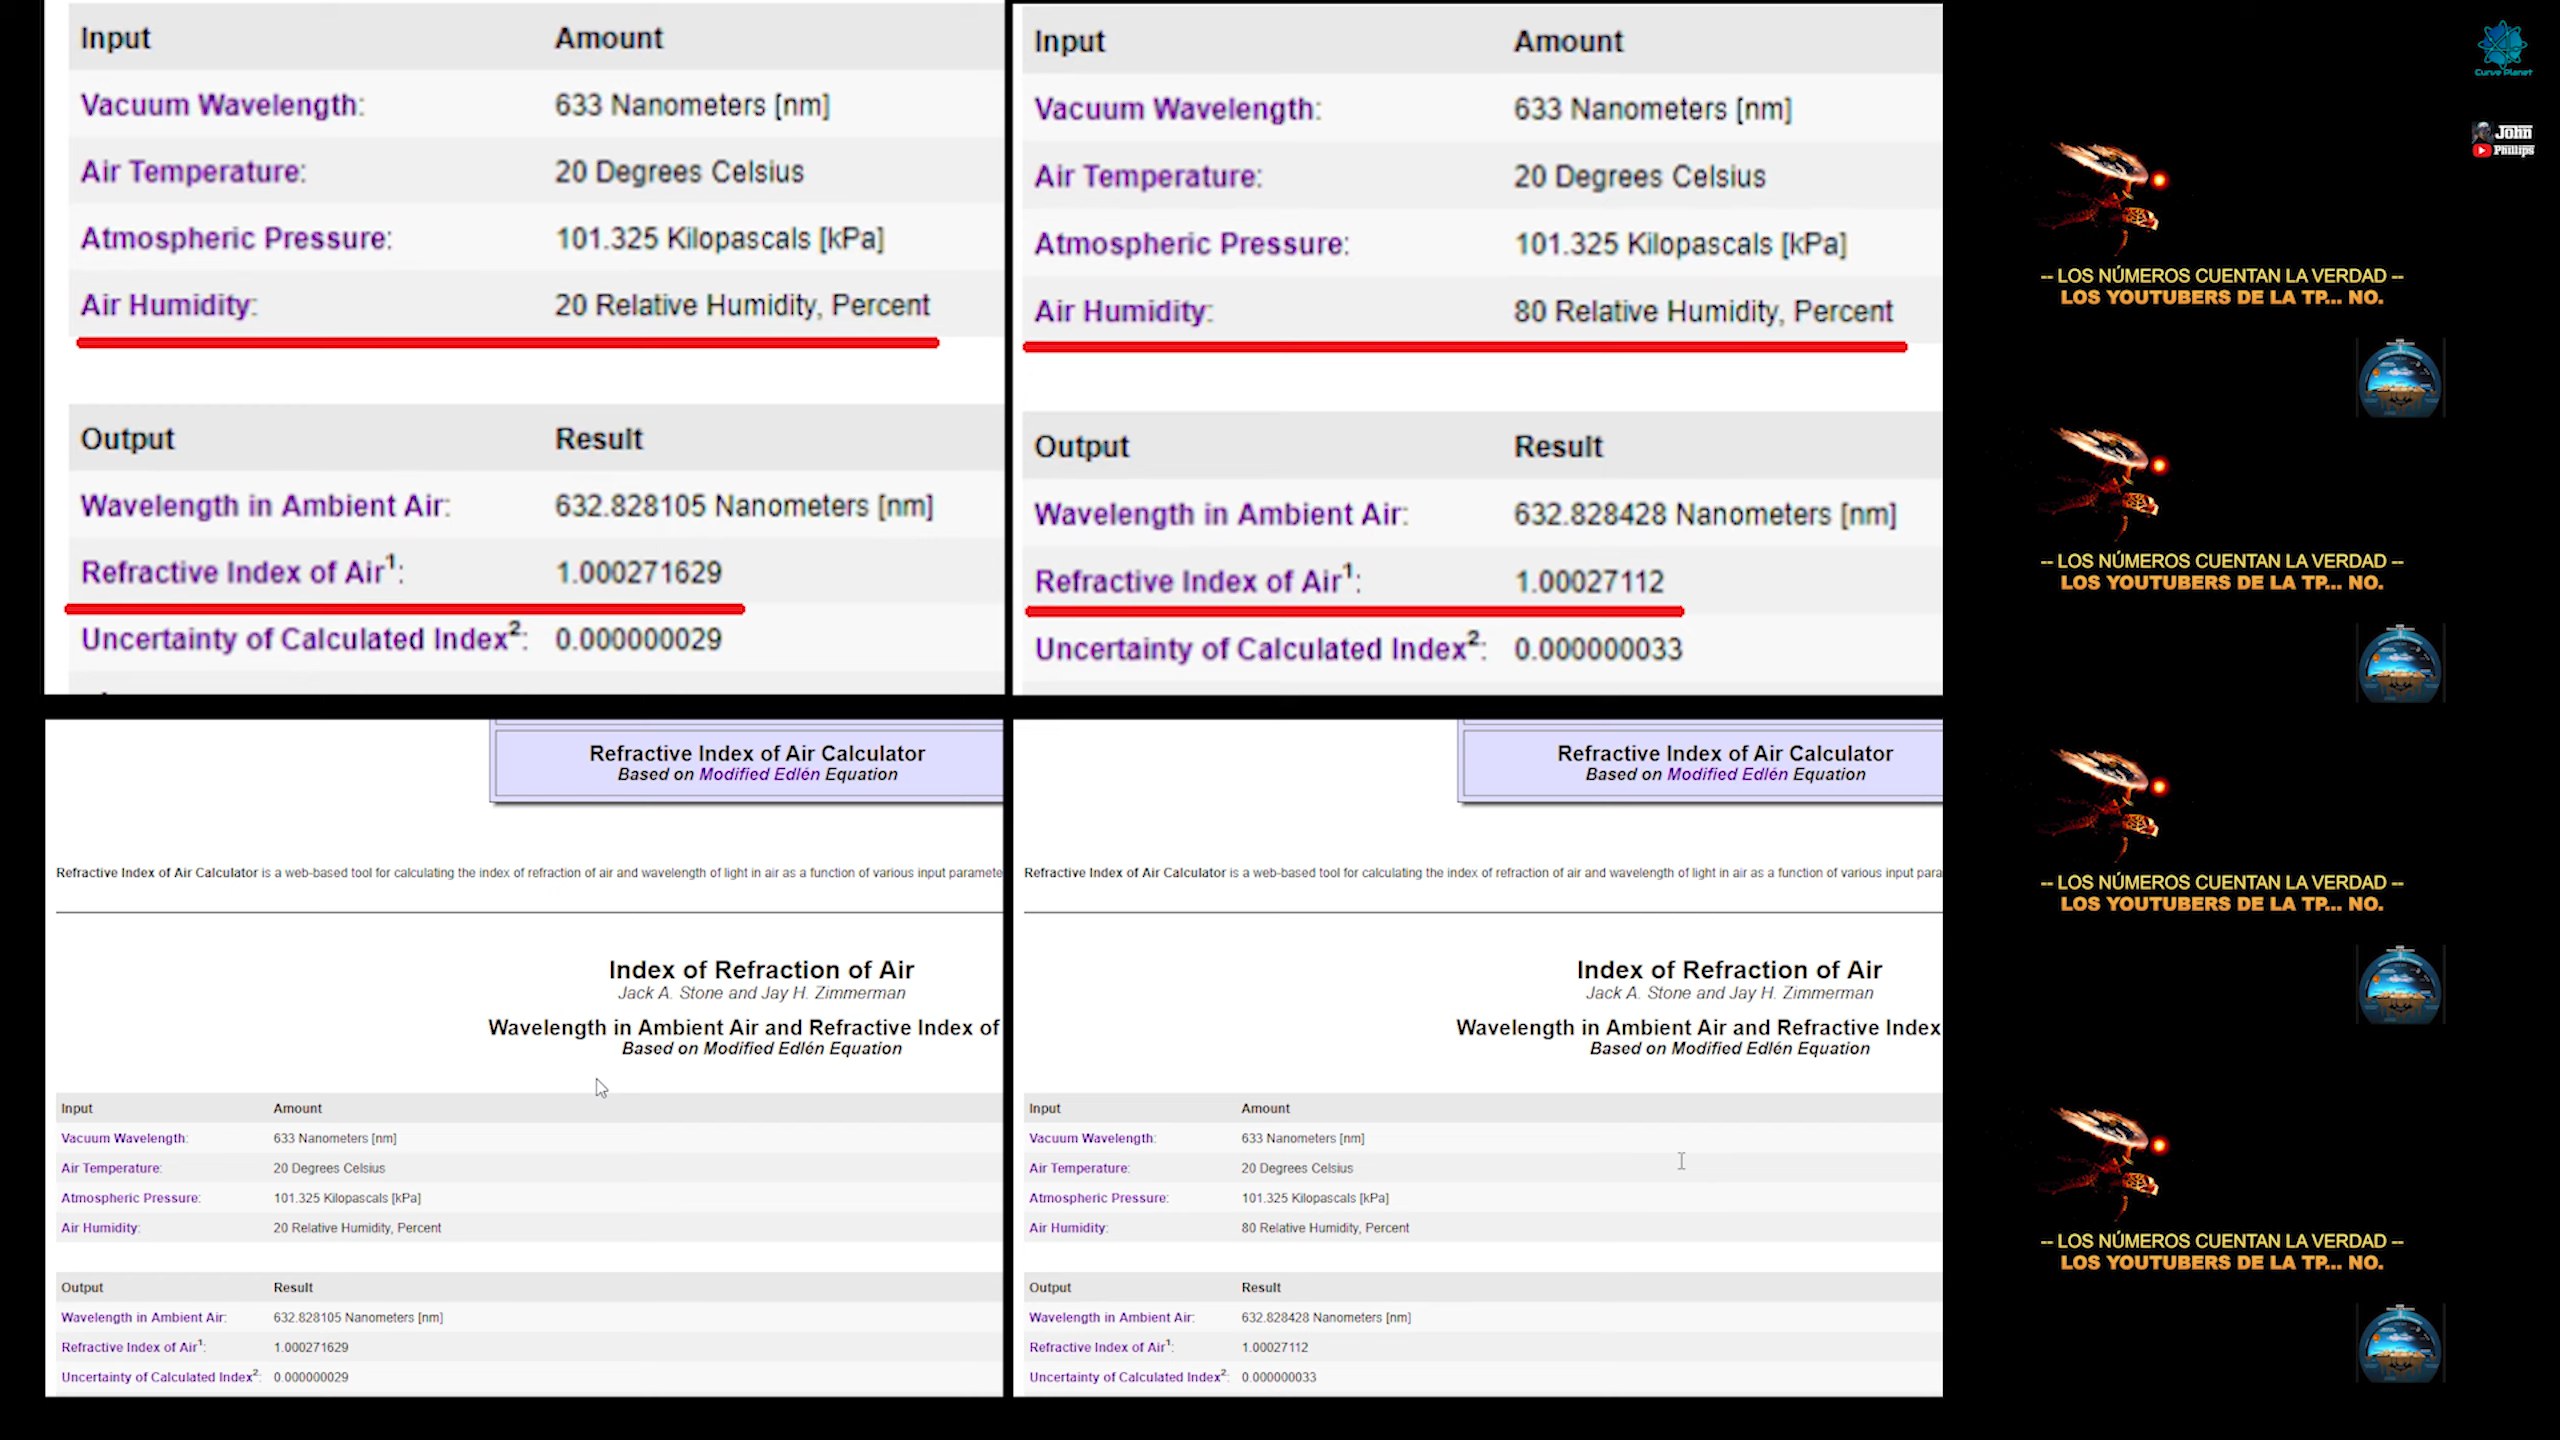 Input Amount
Vacuum Wavelength: 633 Nanometers [nm]
Air Temperature: 20 Degrees Celsius
Atmospheric Pressure: 101.325 Kilopascals [kPa]
Air Humidity: 20 Relative Humidity, Percent
Output Result
Wavelength in Ambient Air: 632.828105 Nanometers [nm]
Refractive Index of Air1: 1.000271629
Uncertainty of Calculated Index2: 0.000000029
Input Amount
Vacuum Wavelength: 633 Nanometers [nm]
Air Temperature: 20 Degrees Celsius
Atmospheric Pressure: 101.325 Kilopascals [kPa]
Air Humidity: 80 Relative Humidity, Percent
Output Result
Wavelength in Ambient Air: 632.828428 Nanometers [nm]
Refractive Index of Air1: 1.00027112
Uncertainty of Calculated Index2: 0.000000033
Refractive Index of Air Calculator
Based on Modified Edlén Equation
Refractive Index of Air Calculator is a web-based tool for calculating the index of refraction of air and wavelength of light in air as a function of various input paramete
Index of Refraction of Air
Jack A. Stone and Jay H. Zimmerman
Wavelength in Ambient Air and Refractive Index of
Based on Modified Edlén Equation
Input Amount
Vacuum Wavelength: 633 Nanometers [nm]
Air Temperature: 20 Degrees Celsius
Atmospheric Pressure: 101.325 Kilopascals [kPa]
Air Humidity: 20 Relative Humidity, Percent
Output Result
Wavelength in Ambient Air: 632.828105 Nanometers [nm]
Refractive Index of Air1: 1.000271629
Uncertainty of Calculated Index2: 0.000000029
Refractive Index of Air Calculator
Based on Modified Edlén Equation
Refractive Index of Air Calculator is a web-based tool for calculating the index of refraction of air and wavelength of light in air as a function of various input para
Index of Refraction of Air
Jack A. Stone and Jay H. Zimmerman
Wavelength in Ambient Air and Refractive Index
Based on Modified Edlén Equation
Input Amount
Vacuum Wavelength: 633 Nanometers [nm]
Air Temperature: 20 Degrees Celsius
Atmospheric Pressure: 101.325 Kilopascals [kPa]
Air Humidity: 80 Relative Humidity, Percent
Output Result
Wavelength in Ambient Air: 632.828428 Nanometers [nm]
Refractive Index of Air1: 1.00027112
Uncertainty of Calculated Index2: 0.000000033
Curve Planet
John
Phillips
-- LOS NÚMEROS CUENTAN LA VERDAD --
LOS YOUTUBERS DE LA TP... NO.
-- LOS NÚMEROS CUENTAN LA VERDAD --
LOS YOUTUBERS DE LA TP... NO.
-- LOS NÚMEROS CUENTAN LA VERDAD --
LOS YOUTUBERS DE LA TP... NO.
-- LOS NÚMEROS CUENTAN LA VERDAD --
LOS YOUTUBERS DE LA TP... NO.